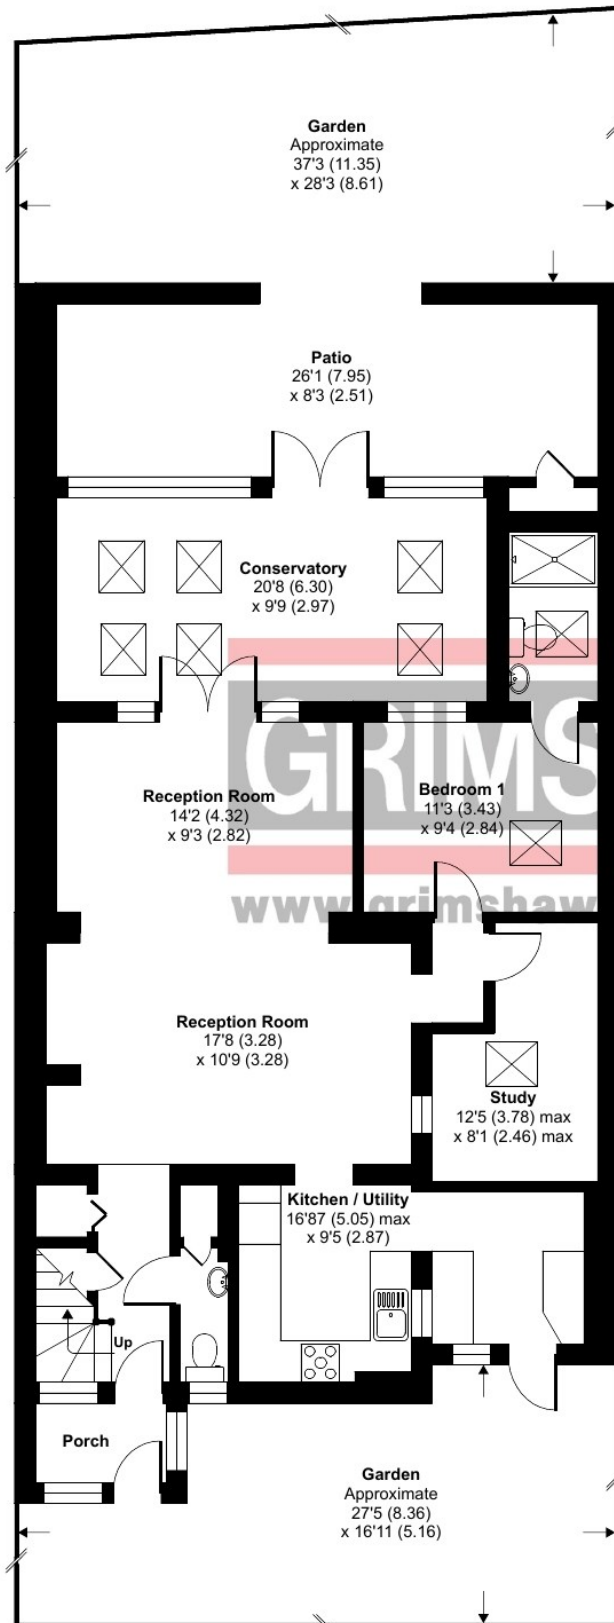 Garden
Approximate
37'3 (11.35)
x 28'3 (8.61)
Patio
26'1 (7.95)
x 8'3 (2.51)
Conservatory
20'8 (6.30)
x 9'9 (2.97)
GRIMS
Reception Room
14'2 (4.32)
x 9'3 (2.82)
Bedroom 1
11'3 (3.43)
x 9'4 (2.84)
www.grimshaw
Reception Room
17'8 (3.28)
x 10'9 (3.28)
Study
12'5 (3.78) max
x 8'1 (2.46) max
Kitchen / Utility
16'87 (5.05) max
x 9'5 (2.87)
Up
Porch
Garden
Approximate
27'5 (8.36)
x 16'11 (5.16)